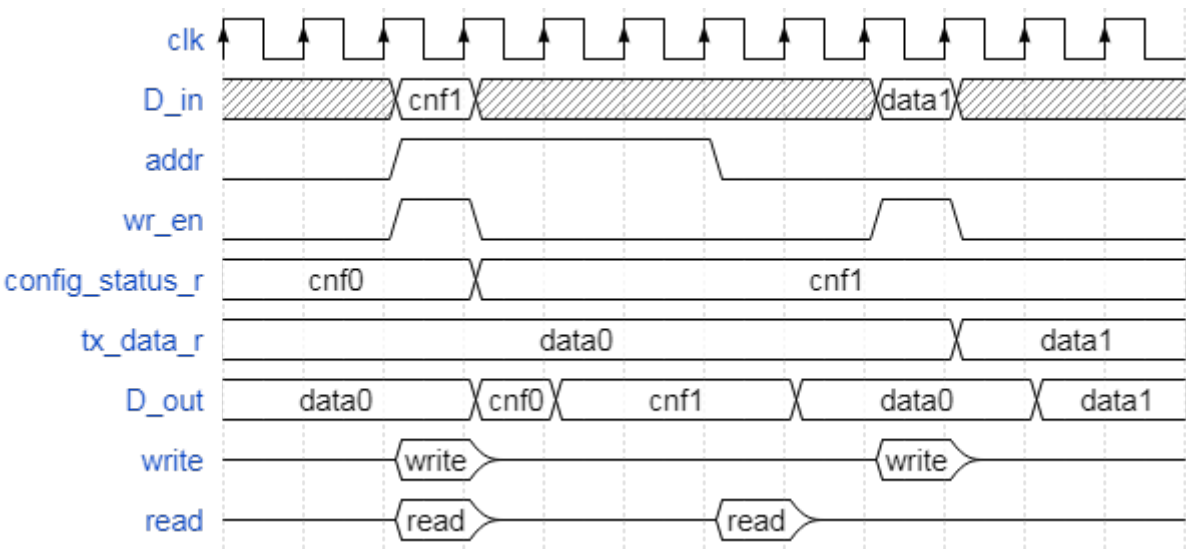 clk
D_in cnf1 data1
addr
wr_en
config_status_r cnf0 cnf1
tx_data_r data0 data1
D_out data0 cnf0 cnf1 data0 data1
write write write
read read read